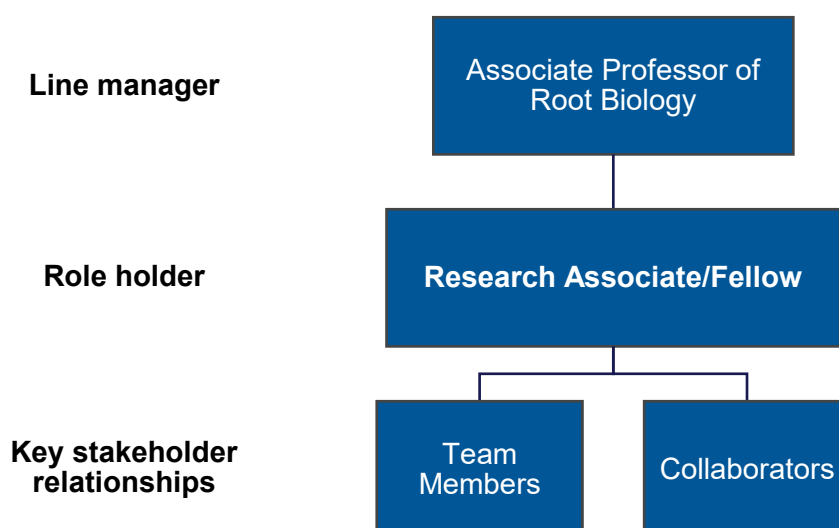 Line manager
Associate Professor of
Root Biology
Role holder
Research Associate/Fellow
Key stakeholder
relationships
Team
Members
Collaborators